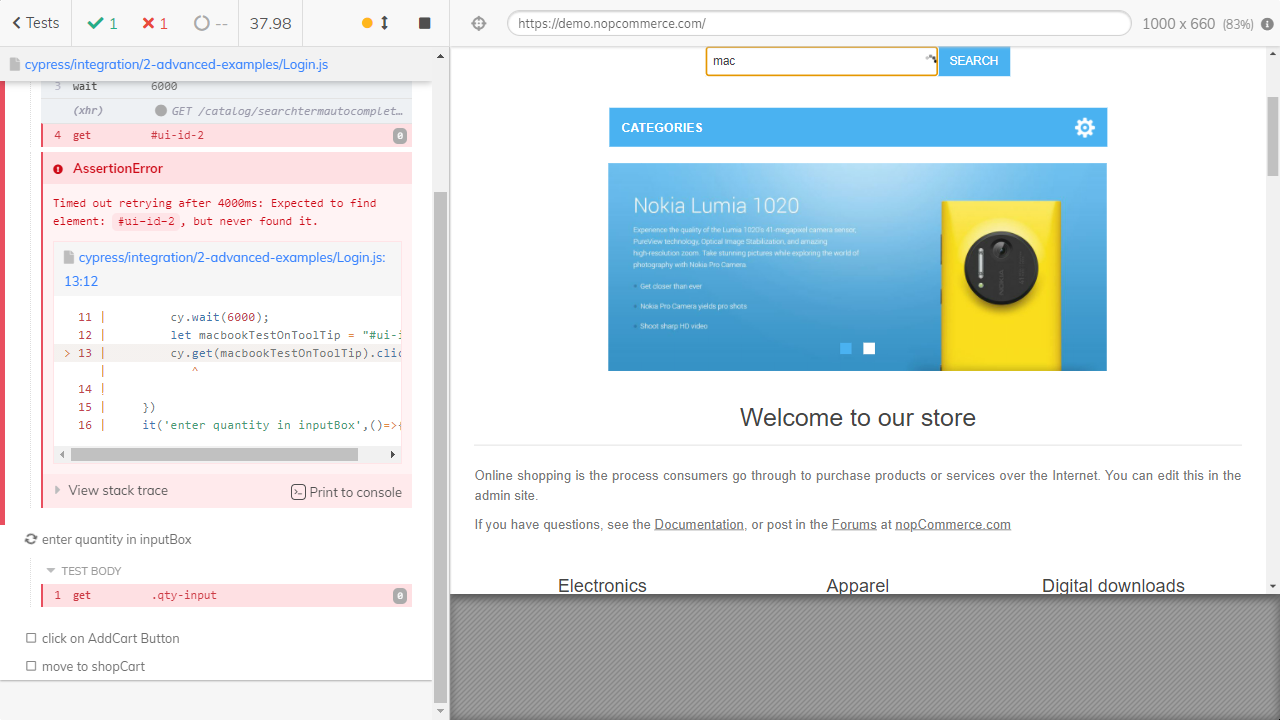 Tests
1
1
--
37.98
https://demo.nopcommerce.com/
1000 x 660 (83%)
cypress/integration/2-advanced-examples/Login.js
3 wait 6000
(xhr) GET /catalog/searchtermautocomplet…
4 get #ui-id-2 0
AssertionError
Timed out retrying after 4000ms: Expected to find
element: #ui-id-2, but never found it.
cypress/integration/2-advanced-examples/Login.js:
13:12
11 | cy.wait(6000);
12 | let macbookTestOnToolTip = "#ui-i
> 13 | cy.get(macbookTestOnToolTip).clic
| ^
14 |
15 | })
16 | it('enter quantity in inputBox',()=>{
View stack trace
Print to console
enter quantity in inputBox
TEST BODY
1 get .qty-input 0
click on AddCart Button
move to shopCart
mac
SEARCH
CATEGORIES
Nokia Lumia 1020
Experience the quality of the Lumia 1020's 41-megapixel camera sensor,
PureView technology, Optical Image Stabilization, and amazing
high-resolution zoom. Take stunning pictures while exploring the world of
photography with Nokia Pro Camera
Get closer than ever
Nokia Pro Camera yields pro shots
Shoot sharp HD video
NOKIA
Welcome to our store
Online shopping is the process consumers go through to purchase products or services over the Internet. You can edit this in the
admin site.
If you have questions, see the Documentation, or post in the Forums at nopCommerce.com
Electronics
Apparel
Digital downloads